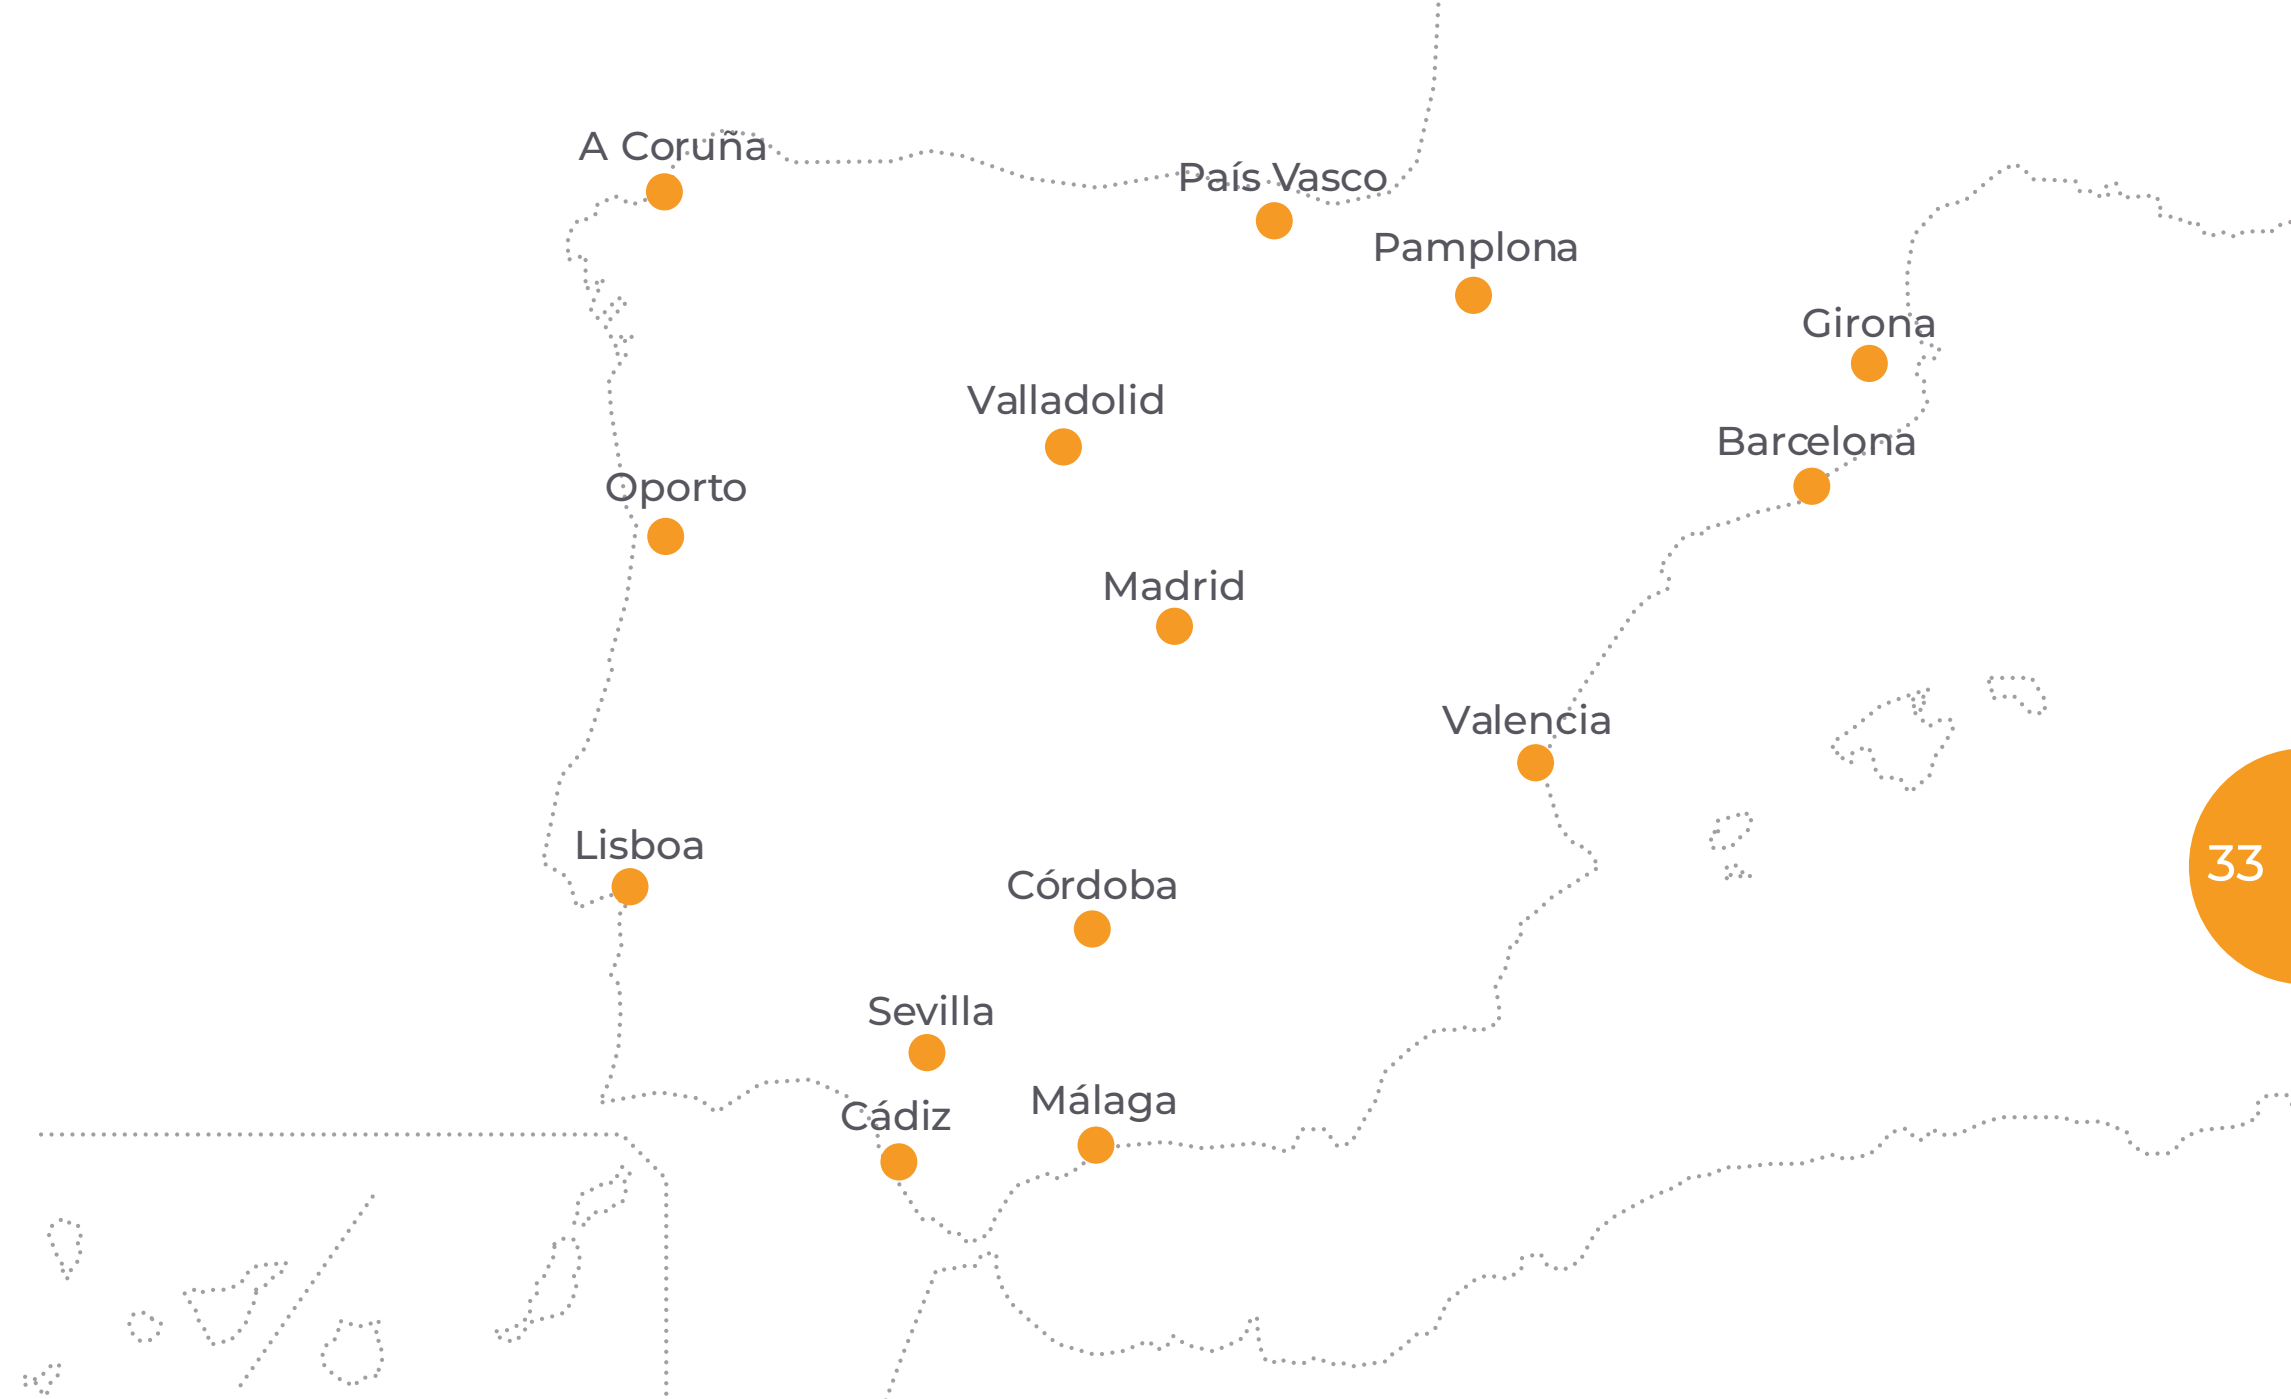 A Coruña
País Vasco
Pamplona
Girona
Valladolid
Barcelona
Oporto
Madrid
Valencia
Lisboa
33
Córdoba
Sevilla
Málaga
Cádiz